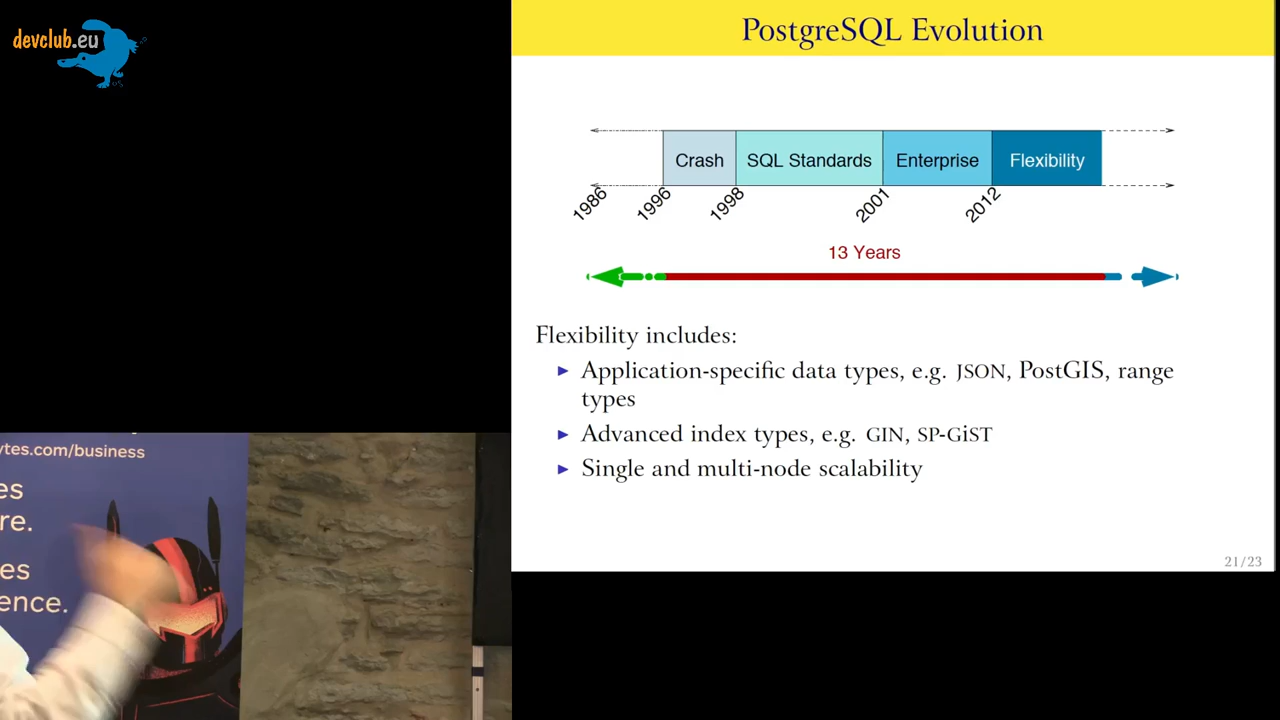 devclub.eu
PostgreSQL Evolution
Crash
SQL Standards
Enterprise
Flexibility
1986
1996
1998
2001
2012
13 Years
Flexibility includes:
► Application-specific data types, e.g. JSON, PostGIS, range
types
► Advanced index types, e.g. GIN, SP-GiST
► Single and multi-node scalability
21/23
ytes.com/business
es
re.
es
ence.